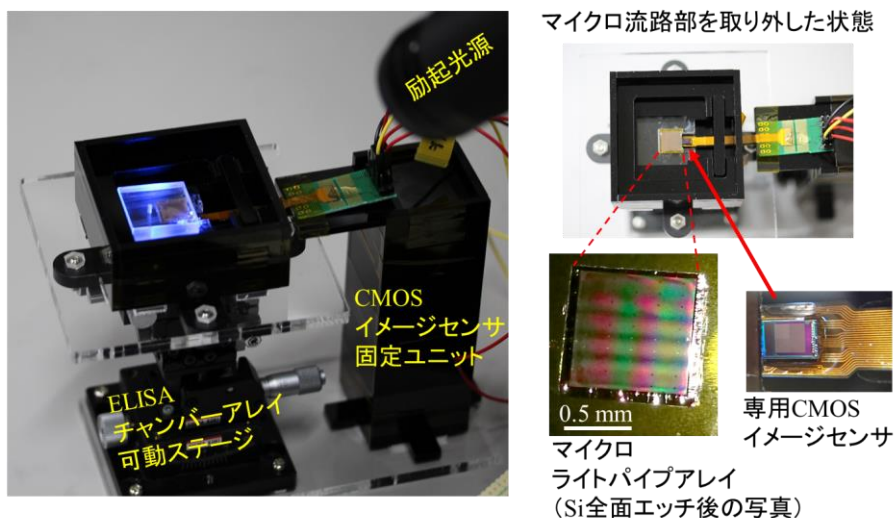 励起光源
CMOS
イメージセンサ
固定ユニット
ELISA
チャンバーアレイ
可動ステージ
マイクロ流路部を取り外した状態
0.5 mm
マイクロ
ライトパイプアレイ
（Si全面エッチ後の写真）
専用CMOS
イメージセンサ